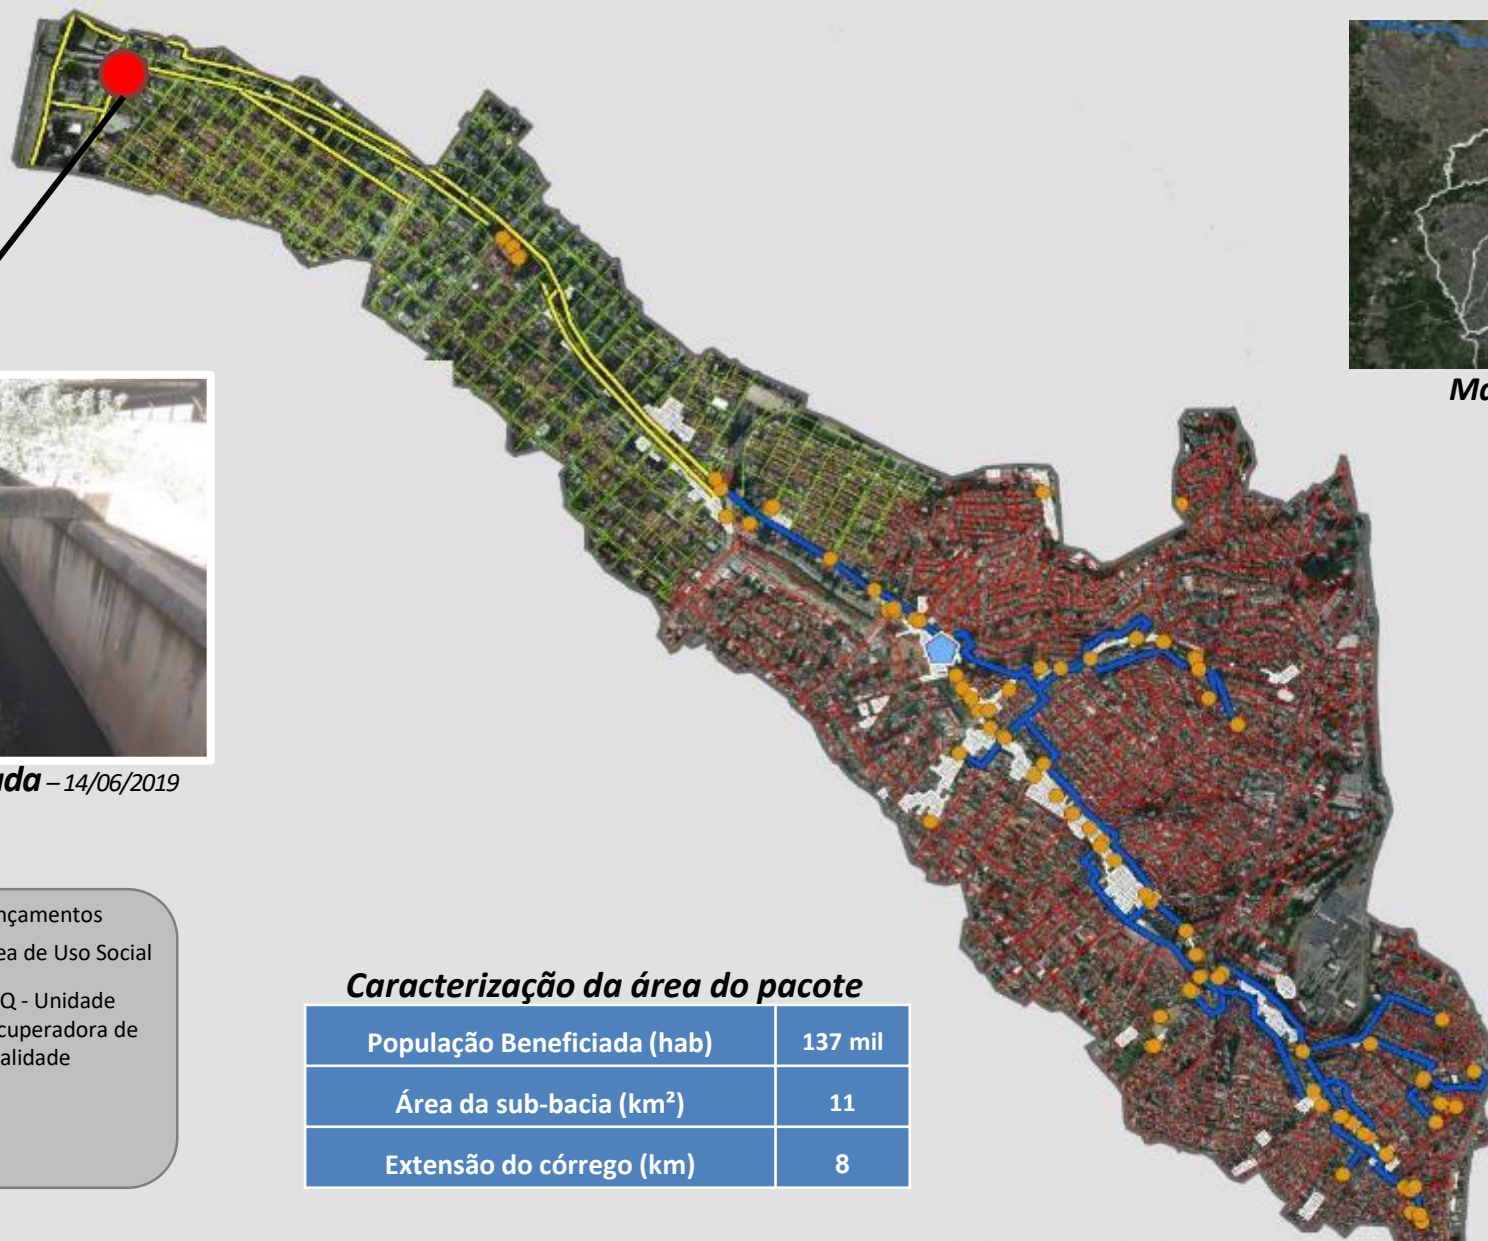 Ma
ada – 14/06/2019
nçamentos
ea de Uso Social
Q - Unidade
cuperadora de
alidade
Caracterização da área do pacote
População Beneficiada (hab) 137 mil
Área da sub-bacia (km²) 11
Extensão do córrego (km) 8